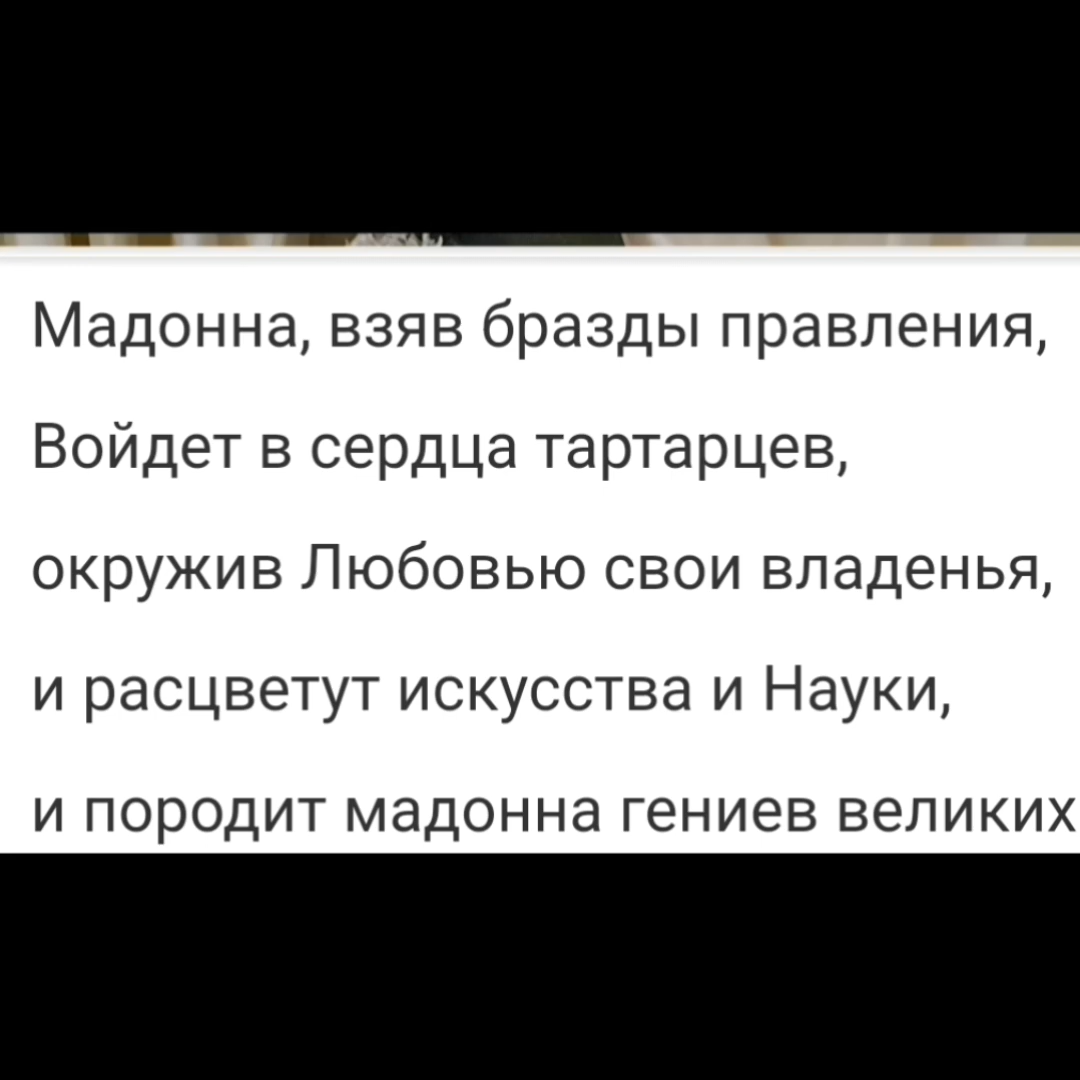 Мадонна, взяв бразды правления,
Войдет в сердца тартарцев,
окружив Любовью свои владенья,
и расцветут искусства и Науки,
и породит мадонна гениев великих